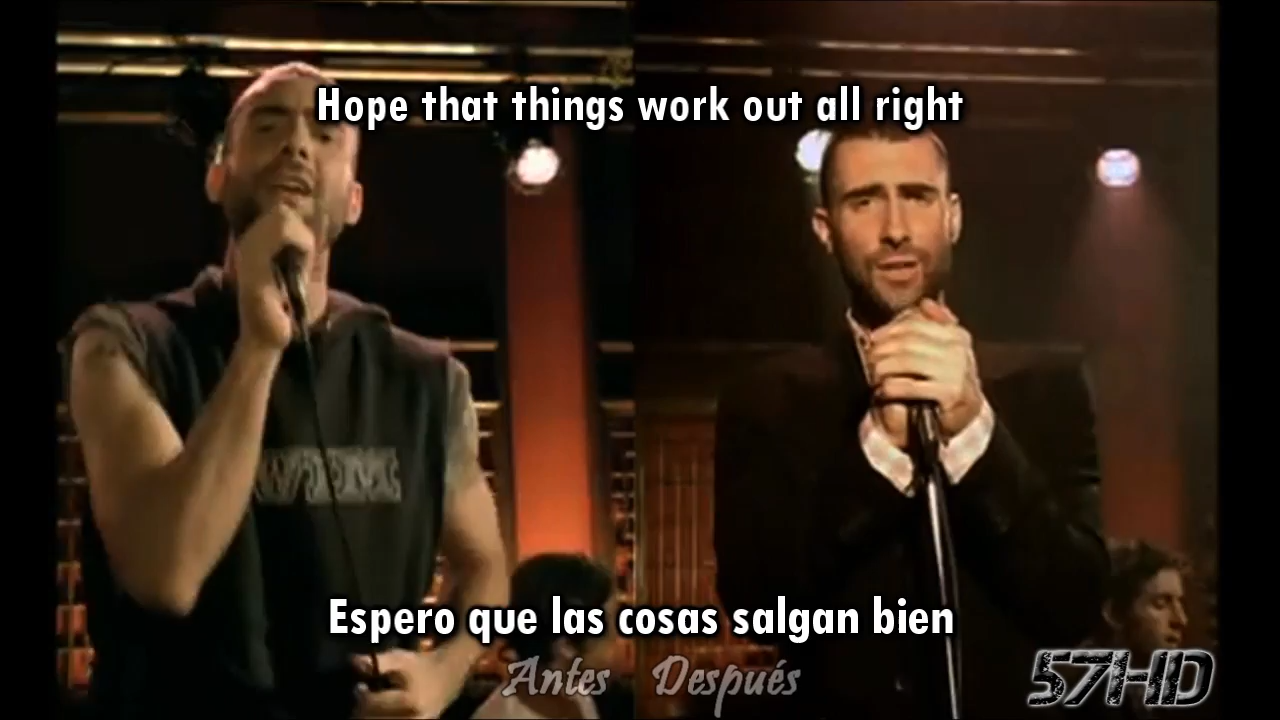 Hope that things work out all right
Espero que las cosas salgan bien
Antes Después
57HD